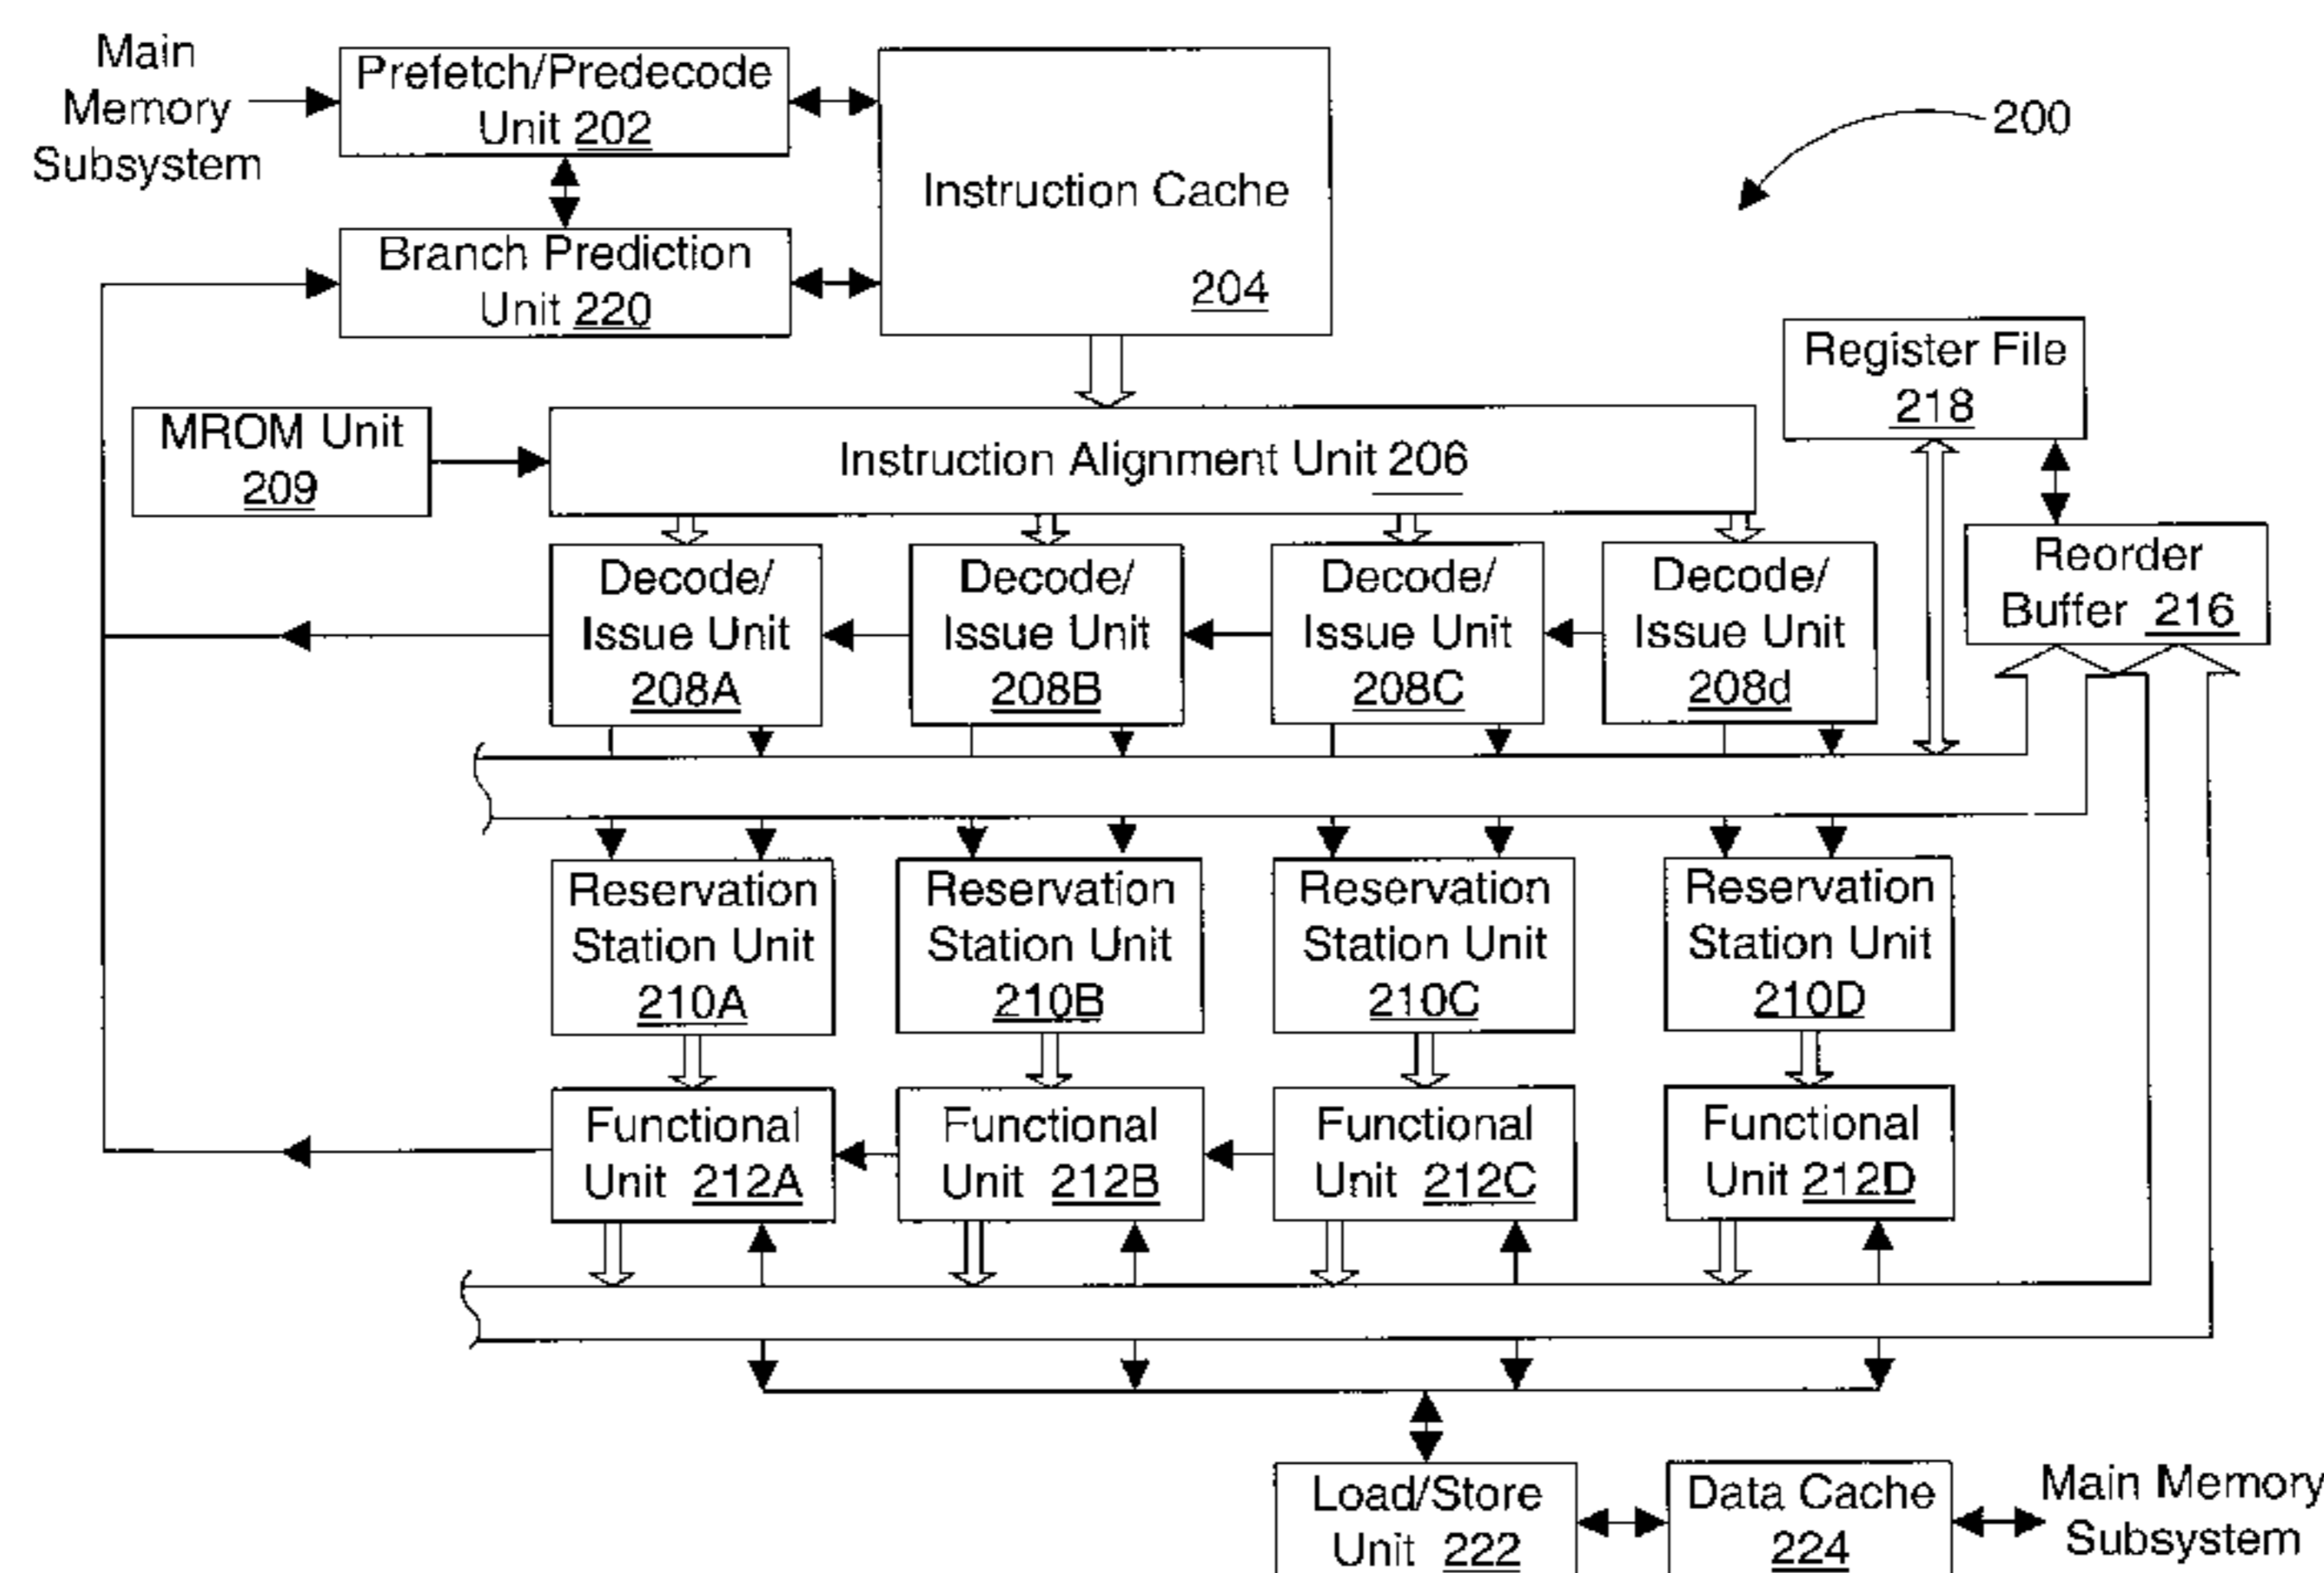 Main
Memory
Subsystem
Prefetch/Predecode
Unit 202
Instruction Cache
204
200
Branch Prediction
Unit 220
Register File
218
MROM Unit
209
Instruction Alignment Unit 206
Reorder
Buffer 216
Decode/
Issue Unit
208A
Decode/
Issue Unit
208B
Decode/
Issue Unit
208C
Decode/
Issue Unit
208d
Reservation
Station Unit
210A
Reservation
Station Unit
210B
Reservation
Station Unit
210C
Reservation
Station Unit
210D
Functional
Unit 212A
Functional
Unit 212B
Functional
Unit 212C
Functional
Unit 212D
Load/Store
Unit 222
Data Cache
224
Main Memory
Subsystem